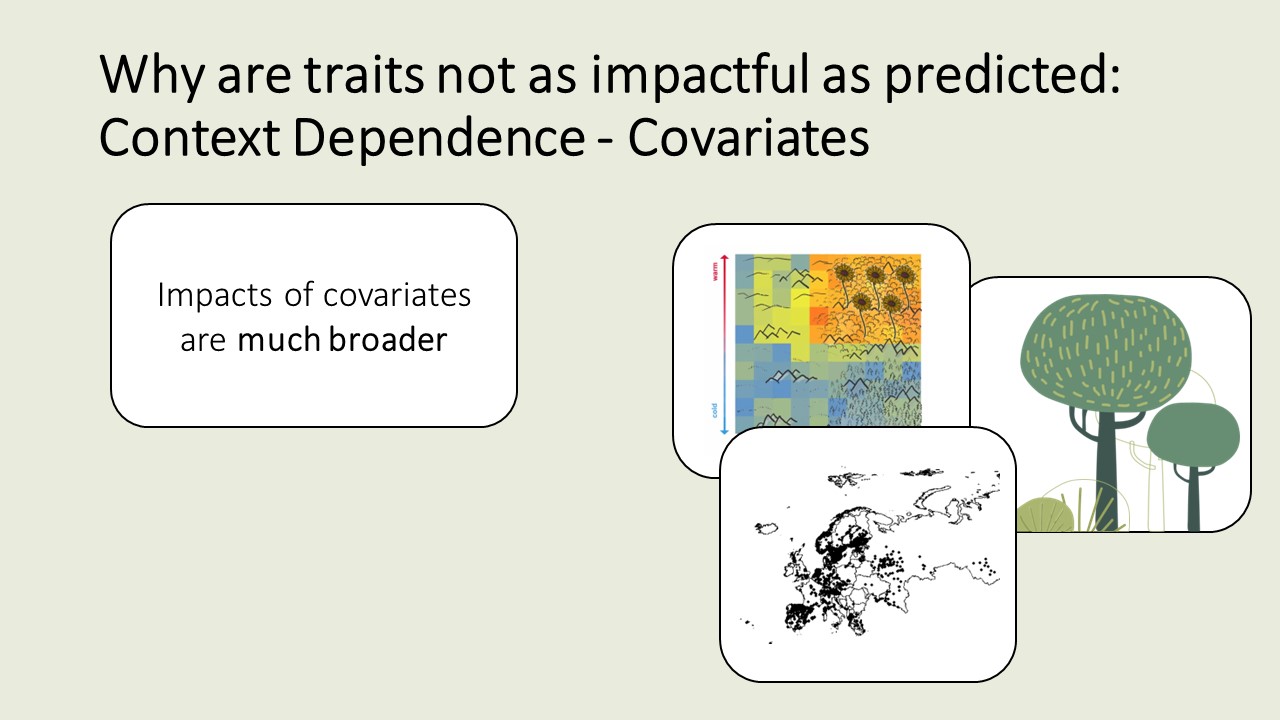 Why are traits not as impactful as predicted:
Context Dependence - Covariates
Impacts of covariates
are much broader
warm
cold